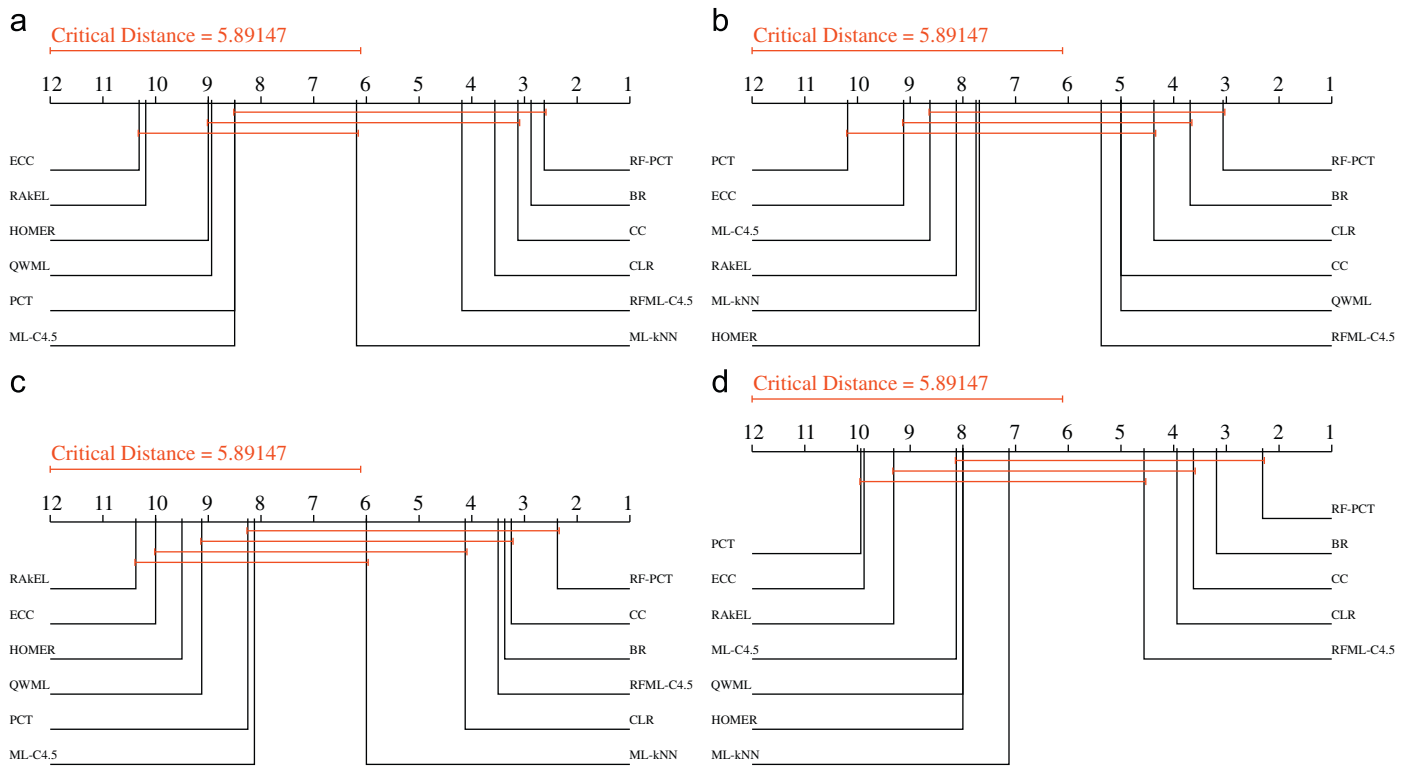 a
Critical Distance = 5.89147
12 11 10 9 8 7 6 5 4 3 2 1
ECC
RAkEL
HOMER
QWML
PCT
ML-C4.5
RF-PCT
BR
CC
CLR
RFML-C4.5
ML-kNN
b
Critical Distance = 5.89147
12 11 10 9 8 7 6 5 4 3 2 1
PCT
ECC
ML-C4.5
RAkEL
ML-kNN
HOMER
RF-PCT
BR
CLR
CC
QWML
RFML-C4.5
c
Critical Distance = 5.89147
12 11 10 9 8 7 6 5 4 3 2 1
RAkEL
ECC
HOMER
QWML
PCT
ML-C4.5
RF-PCT
CC
BR
RFML-C4.5
CLR
ML-kNN
d
Critical Distance = 5.89147
12 11 10 9 8 7 6 5 4 3 2 1
PCT
ECC
RAkEL
ML-C4.5
QWML
HOMER
ML-kNN
RF-PCT
BR
CC
CLR
RFML-C4.5